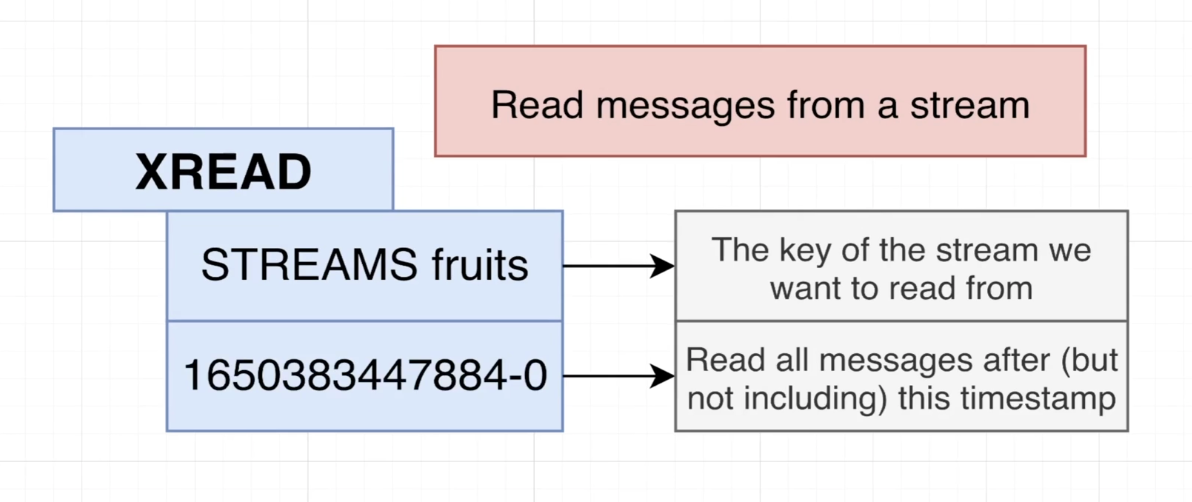 Read messages from a stream
XREAD
STREAMS fruits
The key of the stream we
want to read from
1650383447884-0
Read all messages after (but
not including) this timestamp